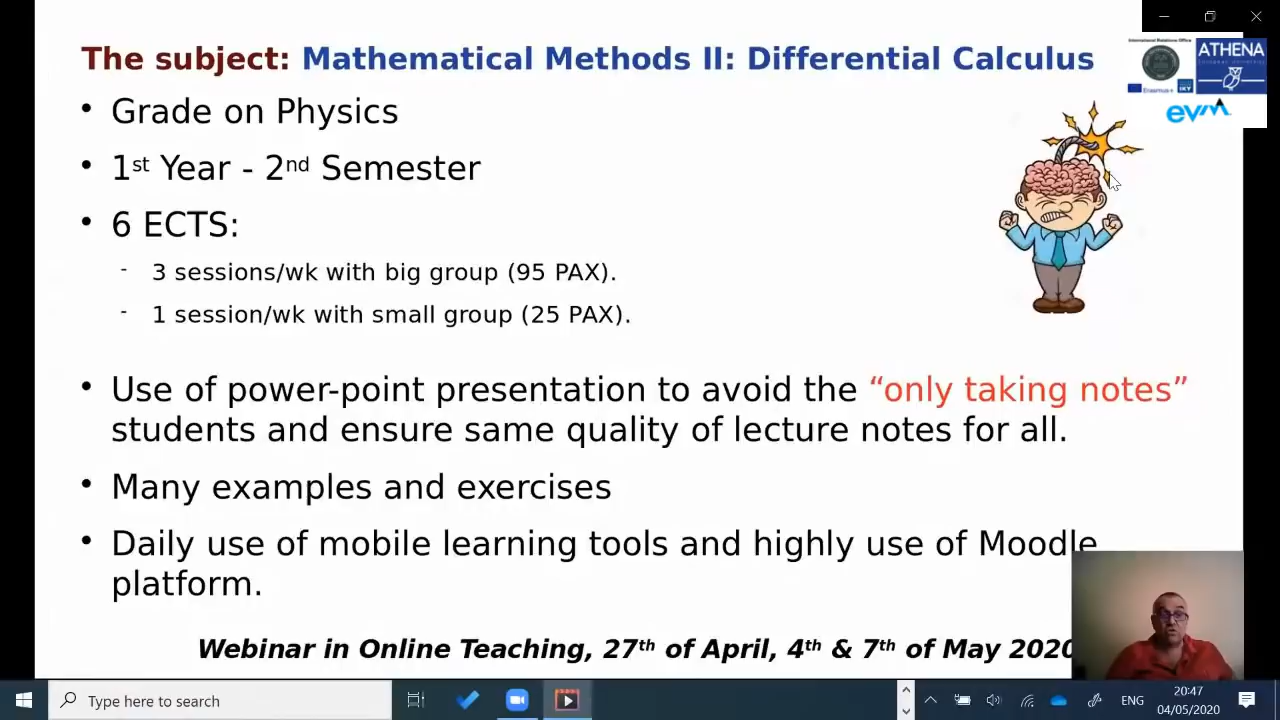 The subject: Mathematical Methods II: Differential Calculus
International Relations Office
ATHENA
European University
Erasmus+
IKY
evm
• Grade on Physics
• 1st Year - 2nd Semester
• 6 ECTS:
- 3 sessions/wk with big group (95 PAX).
- 1 session/wk with small group (25 PAX).
• Use of power-point presentation to avoid the “only taking notes”
students and ensure same quality of lecture notes for all.
• Many examples and exercises
• Daily use of mobile learning tools and highly use of Moodle
platform.
Webinar in Online Teaching, 27th of April, 4th & 7th of May 2020
Type here to search
ENG
20:47
04/05/2020